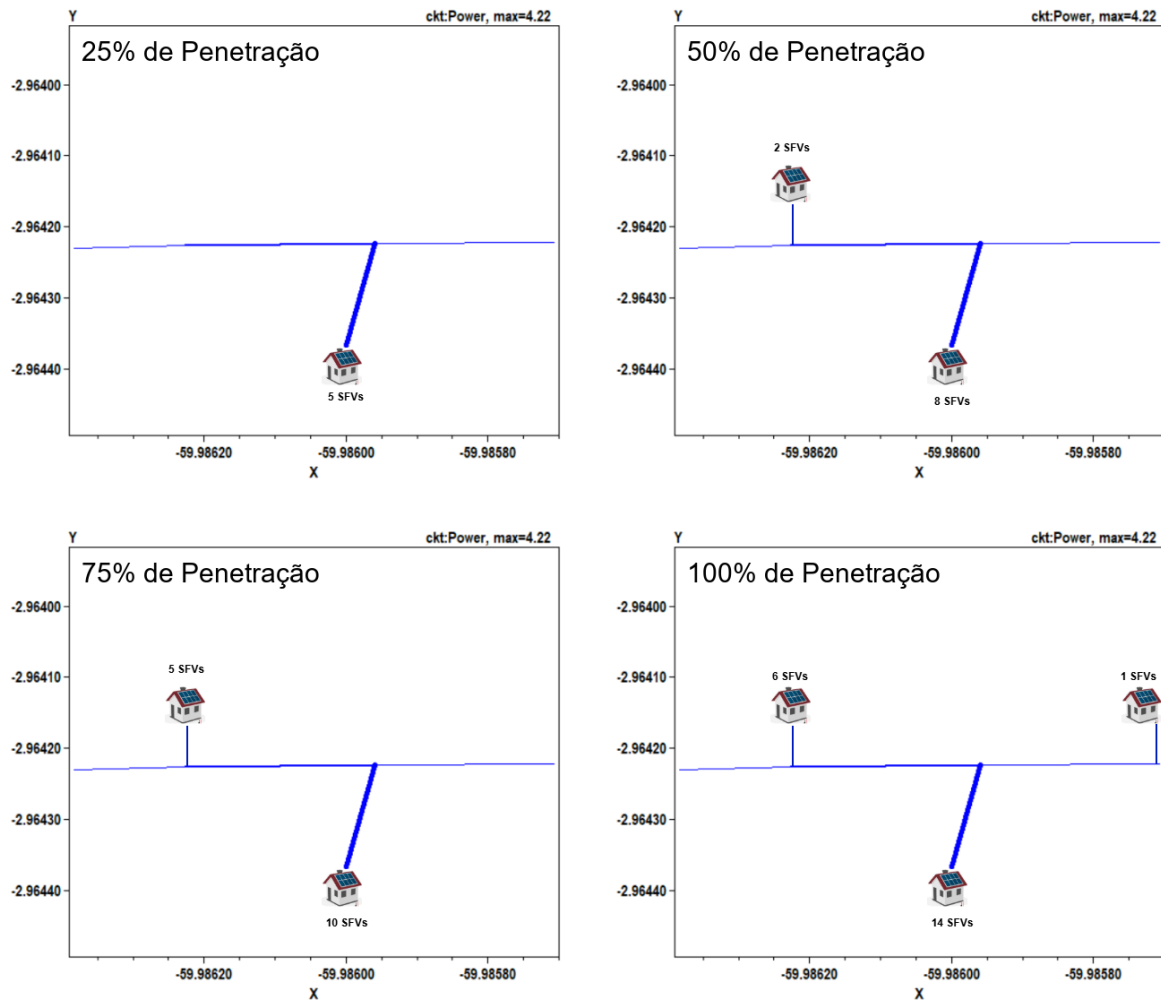 Y
ckt:Power, max=4.22
25% de Penetração
-2.96400
-2.96410
-2.96420
-2.96430
-2.96440
5 SFVs
-59.98620
-59.98600
-59.98580
X
Y
ckt:Power, max=4.22
50% de Penetração
-2.96400
-2.96410
2 SFVs
-2.96420
-2.96430
-2.96440
8 SFVs
-59.98620
-59.98600
-59.98580
X
Y
ckt:Power, max=4.22
75% de Penetração
-2.96400
-2.96410
5 SFVs
-2.96420
-2.96430
-2.96440
10 SFVs
-59.98620
-59.98600
-59.98580
X
Y
ckt:Power, max=4.22
100% de Penetração
-2.96400
-2.96410
6 SFVs
1 SFVs
-2.96420
-2.96430
-2.96440
14 SFVs
-59.98620
-59.98600
-59.98580
X